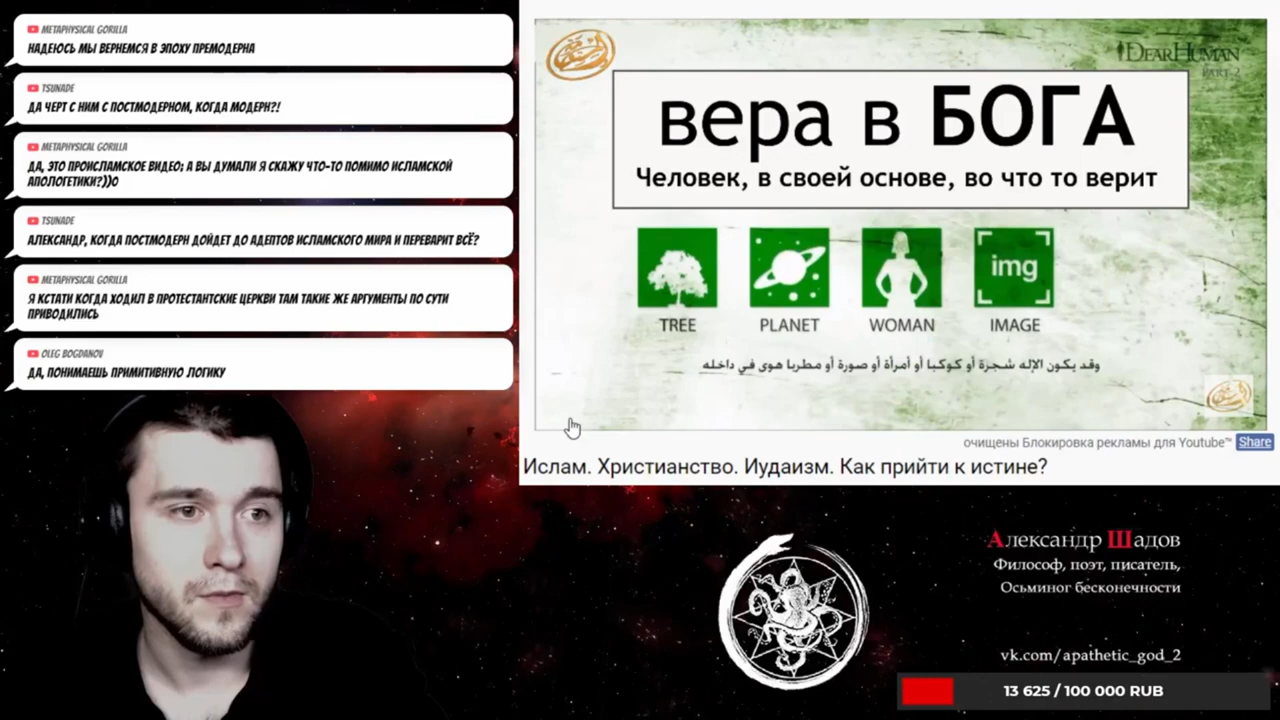 METAPHYSICAL GORILLA
НАДЕЮСЬ МЫ ВЕРНЕМСЯ В ЭПОХУ ПРЕМОДЕРНА
TSUNADE
ДА ЧЕРТ С НИМ С ПОСТМОДЕРНОМ, КОГДА МОДЕРН?!
METAPHYSICAL GORILLA
ДА, ЭТО ПРОИСЛАМСКОЕ ВИДЕО; А ВЫ ДУМАЛИ Я СКАЖУ ЧТО-ТО ПОМИМО ИСЛАМСКОЙ
АПОЛОГЕТИКИ?))0
TSUNADE
АЛЕКСАНДР, КОГДА ПОСТМОДЕРН ДОЙДЕТ ДО АДЕПТОВ ИСЛАМСКОГО МИРА И ПЕРЕВАРИТ ВСЁ?
METAPHYSICAL GORILLA
Я КСТАТИ КОГДА ХОДИЛ В ПРОТЕСТАНТСКИЕ ЦЕРКВИ ТАМ ТАКИЕ ЖЕ АРГУМЕНТЫ ПО СУТИ
ПРИВОДИЛИСЬ
OLEG BOGDANOV
ДА, ПОНИМАЕШЬ ПРИМИТИВНУЮ ЛОГИКУ
DEARHUMAN
PART 2
вера в БОГА
Человек, в своей основе, во что то верит
img
TREE PLANET WOMAN IMAGE
وقد يكون الإله شجرة أو كوكبا أو أمرأة أو صورة أو مطربا هوى في داخله
очищены Блокировка рекламы для Youtube™ Share
Ислам. Христианство. Иудаизм. Как прийти к истине?
Александр Шадов
Философ, поэт, писатель,
Осьминог бесконечности
vk.com/apathetic_god_2
13 625 / 100 000 RUB